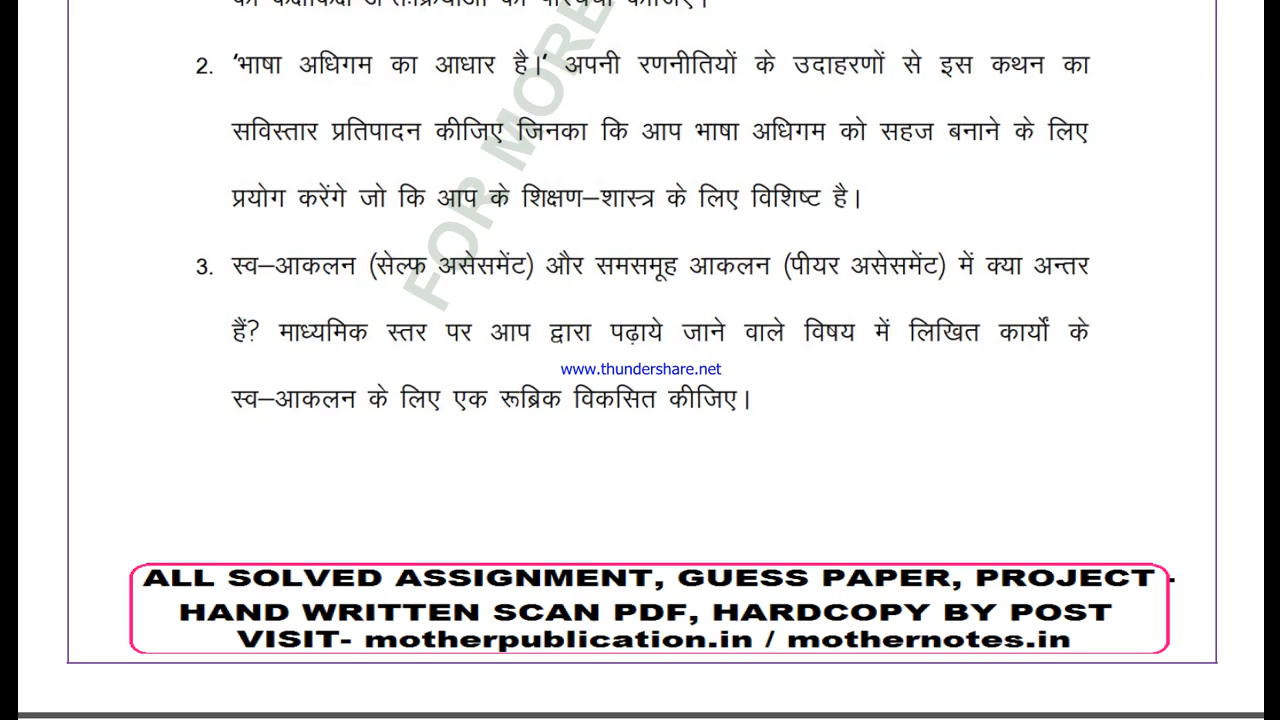 2. ‘भाषा अधिगम का आधार है।‘ अपनी रणनीतियों के उदाहरणों से इस कथन का
सविस्तार प्रतिपादन कीजिए जिनका कि आप भाषा अधिगम को सहज बनाने के लिए
प्रयोग करेंगे जो कि आप के शिक्षण–शास्त्र के लिए विशिष्ट है।
3. स्व–आकलन (सेल्फ असेसमेंट) और समसमूह आकलन (पीयर असेसमेंट) में क्या अन्तर
हैं? माध्यमिक स्तर पर आप द्वारा पढ़ाये जाने वाले विषय में लिखित कार्यों के
www.thundershare.net
स्व–आकलन के लिए एक रूब्रिक विकसित कीजिए।
FOR MORE
ALL SOLVED ASSIGNMENT, GUESS PAPER, PROJECT -
HAND WRITTEN SCAN PDF, HARDCOPY BY POST
VISIT- motherpublication.in / mothernotes.in